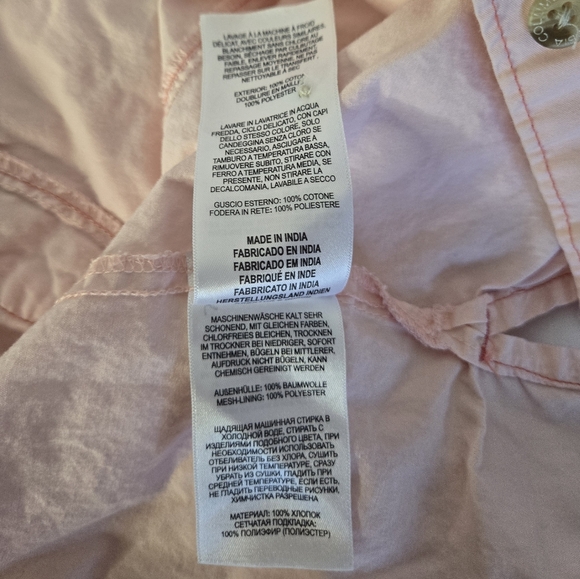 LAVAGE À LA MACHINE À FROID
DÉLICAT AVEC COULEURS SIMILAIRES,
BLANCHIMENT SANS CHLORE AU
BESOIN, SÉCHAGE CULBUTAGE
FAIBLE, ENLEVER RAPIDEMENT,
REPASSAGE MOYENNE, NE PAS
REPASSER SUR LE TRANSFERT,
NETTOYABLE À SEC
EXTERIOR: 100% COTON
DOUBLURE EN MAILLE:
100% POLYESTER
LAVARE IN LAVATRICE IN ACQUA
FREDDA, CICLO DELICATO, CON CAPI
DELLO STESSO COLORE, SOLO
CANDEGGINA SENZA CLORO SE
NECESSARIO, ASCIUGARE A
TAMBURO A TEMPERATURA BASSA,
RIMUOVERE SUBITO, STIRARE CON
FERRO A TEMPERATURA MEDIA, SE
PRESENTE, NON STIRARE LA
DECALCOMANIA, LAVABILE A SECCO
GUSCIO ESTERNO: 100% COTONE
FODERA IN RETE: 100% POLIESTERE
MADE IN INDIA
FABRICADO EN INDIA
FABRICADO EM INDIA
FABRIQUÉ EN INDE
FABBRICATO IN INDIA
HERSTELLUNGSLAND INDIEN
MASCHINENWÄSCHE KALT SEHR
SCHONEND, MIT GLEICHEN FARBEN,
CHLORFREIES BLEICHEN, TROCKNEN
IM TROCKNER BEI NIEDRIGER, SOFORT
ENTNEHMEN, BÜGELN BEI MITTLERER,
AUFDRUCK NICHT BÜGELN, KANN
CHEMISCH GEREINIGT WERDEN
AUßENHÜLLE: 100% BAUMWOLLE
MESH-LINING: 100% POLYESTER
ЩАДЯЩАЯ МАШИННАЯ СТИРКА В
ХОЛОДНОЙ ВОДЕ, СТИРАТЬ С
ИЗДЕЛИЯМИ ПОДОБНОГО ЦВЕТА, ПРИ
НЕОБХОДИМОСТИ ИСПОЛЬЗОВАТЬ
ОТБЕЛИВАТЕЛЬ БЕЗ ХЛОРА, СУШИТЬ
ПРИ НИЗКОЙ ТЕМПЕРАТУРЕ, СРАЗУ
УБРАТЬ ИЗ СУШКИ, ГЛАДИТЬ ПРИ
СРЕДНЕЙ ТЕМПЕРАТУРЕ, ЕСЛИ ЕСТЬ,
НЕ ГЛАДИТЬ ПЕРЕВОДНЫЕ РИСУНКИ,
ХИМЧИСТКА РАЗРЕШЕНА
МАТЕРИАЛ: 100% ХЛОПОК
СЕТЧАТАЯ ПОДКЛАДКА:
100% ПОЛИЭФИР (ПОЛИЭСТЕР)